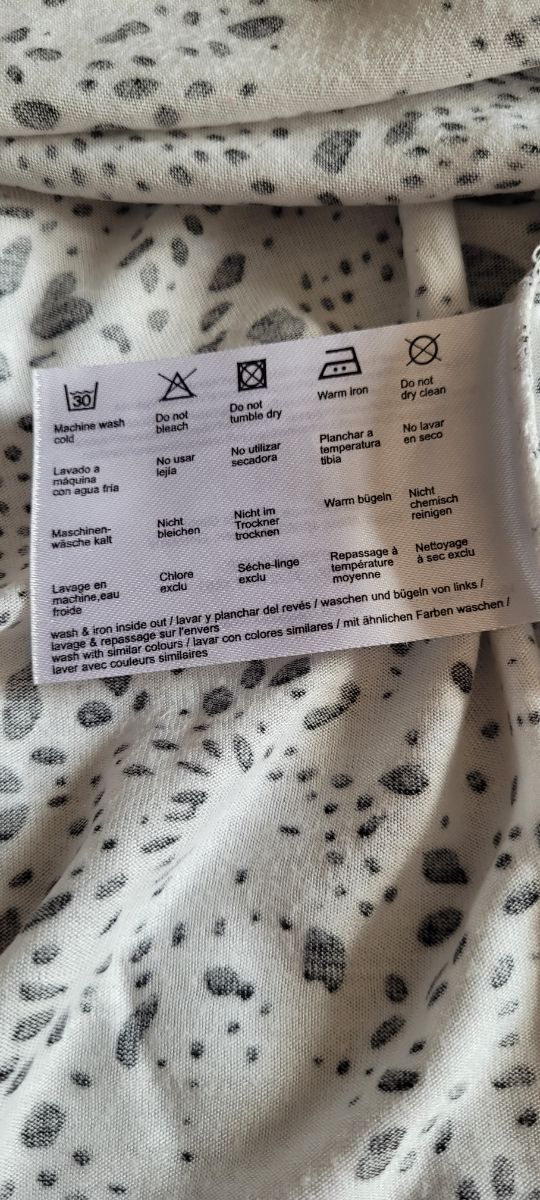 30
Machine wash
cold
Do not
bleach
Do not
tumble dry
Warm iron
Do not
dry clean
Lavado a
máquina
con agua fria
No usar
lejía
No utilizar
secadora
Planchar a
temperatura
tibia
No lavar
en seco
Maschinen-
wäsche kalt
Nicht
bleichen
Nicht im
Trockner
trocknen
Warm bügeln
Nicht
chemisch
reinigen
Lavage en
machine,eau
froide
Chlore
exclu
Séche-linge
exclu
Repassage à
température
moyenne
Nettoyage
à sec exclu
wash & iron inside out / lavar y planchar del revés / waschen und bügeln von links /
lavage & repassage sur l'envers
wash with similar colours / lavar con colores similares / mit ähnlichen Farben waschen /
laver avec couleurs similaires